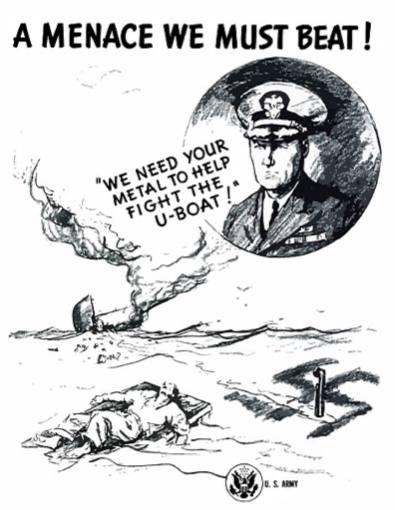 A MENACE WE MUST BEAT!
"WE NEED YOUR
METAL TO HELP
FIGHT THE
U-BOAT!"
U. S. ARMY